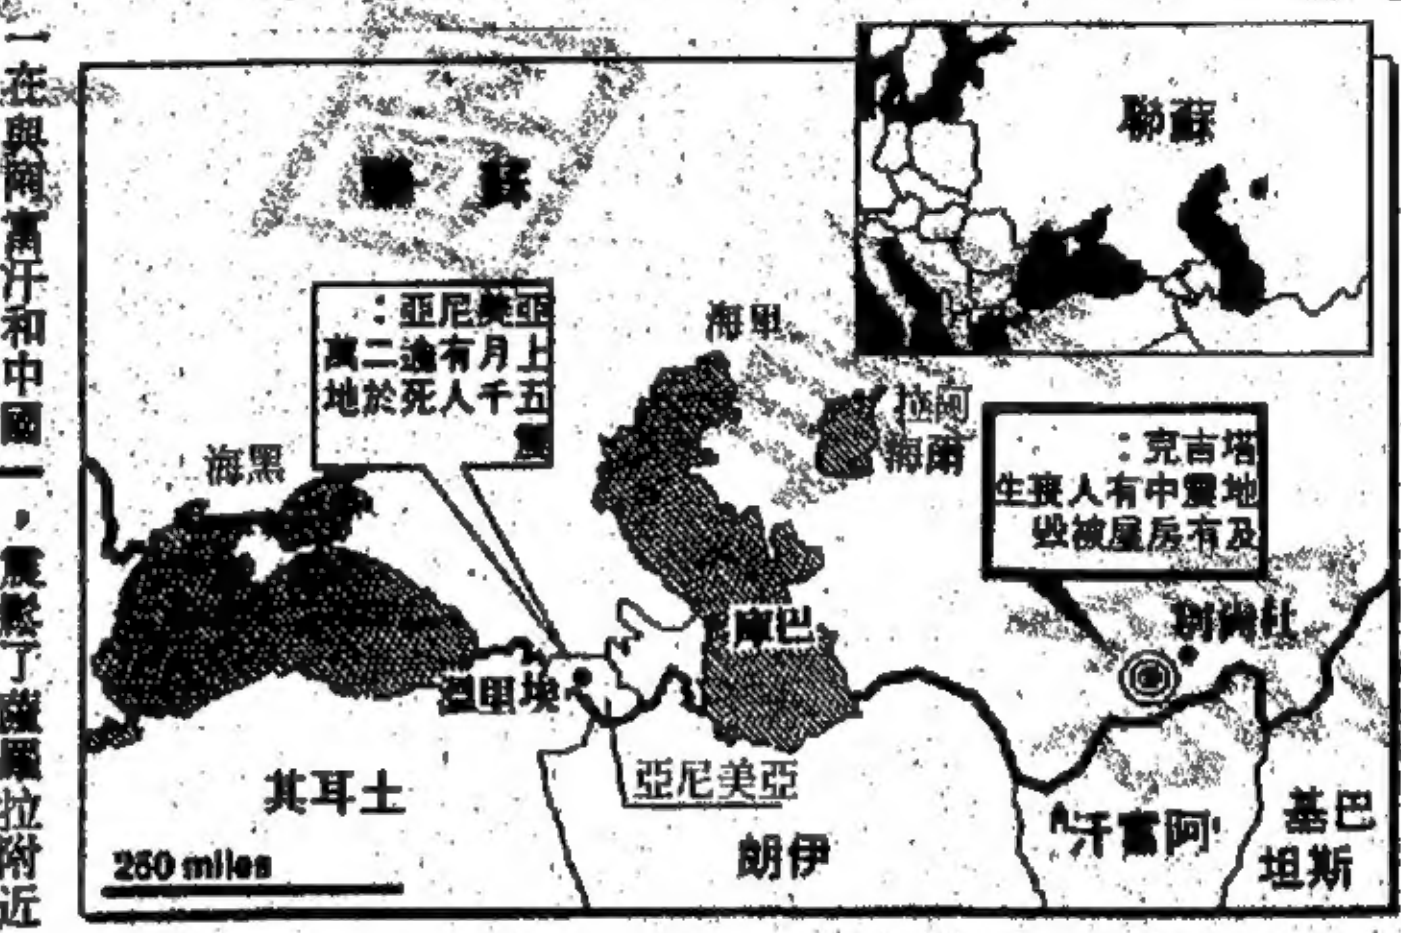 一在與阿富汗和中國一，震撼了薩羅拉附近
蘇聯
蘇聯
亞美尼亞：
上月有逾二萬
五千人死於地
震
里海
黑海
阿拉
爾海
塔吉克：
地震中有人喪生
及有房屋被毀
杜尚別
巴庫
埃里溫
土耳其
亞美尼亞
伊朗
阿富汗
巴基
斯坦
250 miles